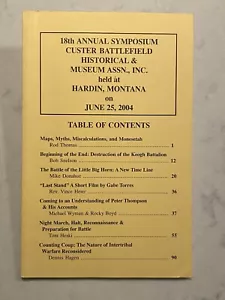 18th ANNUAL SYMPOSIUM
CUSTER BATTLEFIELD
HISTORICAL &
MUSEUM ASSN., INC.
held at
HARDIN, MONTANA
on
JUNE 25, 2004
TABLE OF CONTENTS
Maps, Myths, Miscalculations, and Monoseta
Rod Thomas 1
Beginning of the End: Destruction of the Keogh Battalion
Bob Snelson 12
The Battle of the Little Big Horn: A New Time Line
Mike Donahue 20
"Last Stand" A Short Film by Gabe Torres
Rev. Vince Heier 36
Coming to an Understanding of Peter Thompson
& His Accounts
Michael Wyman & Rocky Boyd 37
Night March, Halt, Reconnaissance &
Preparation for Battle
Tom Heski 55
Counting Coup: The Nature of Intertribal
Warfare Reconsidered
Dennis Hagen 90